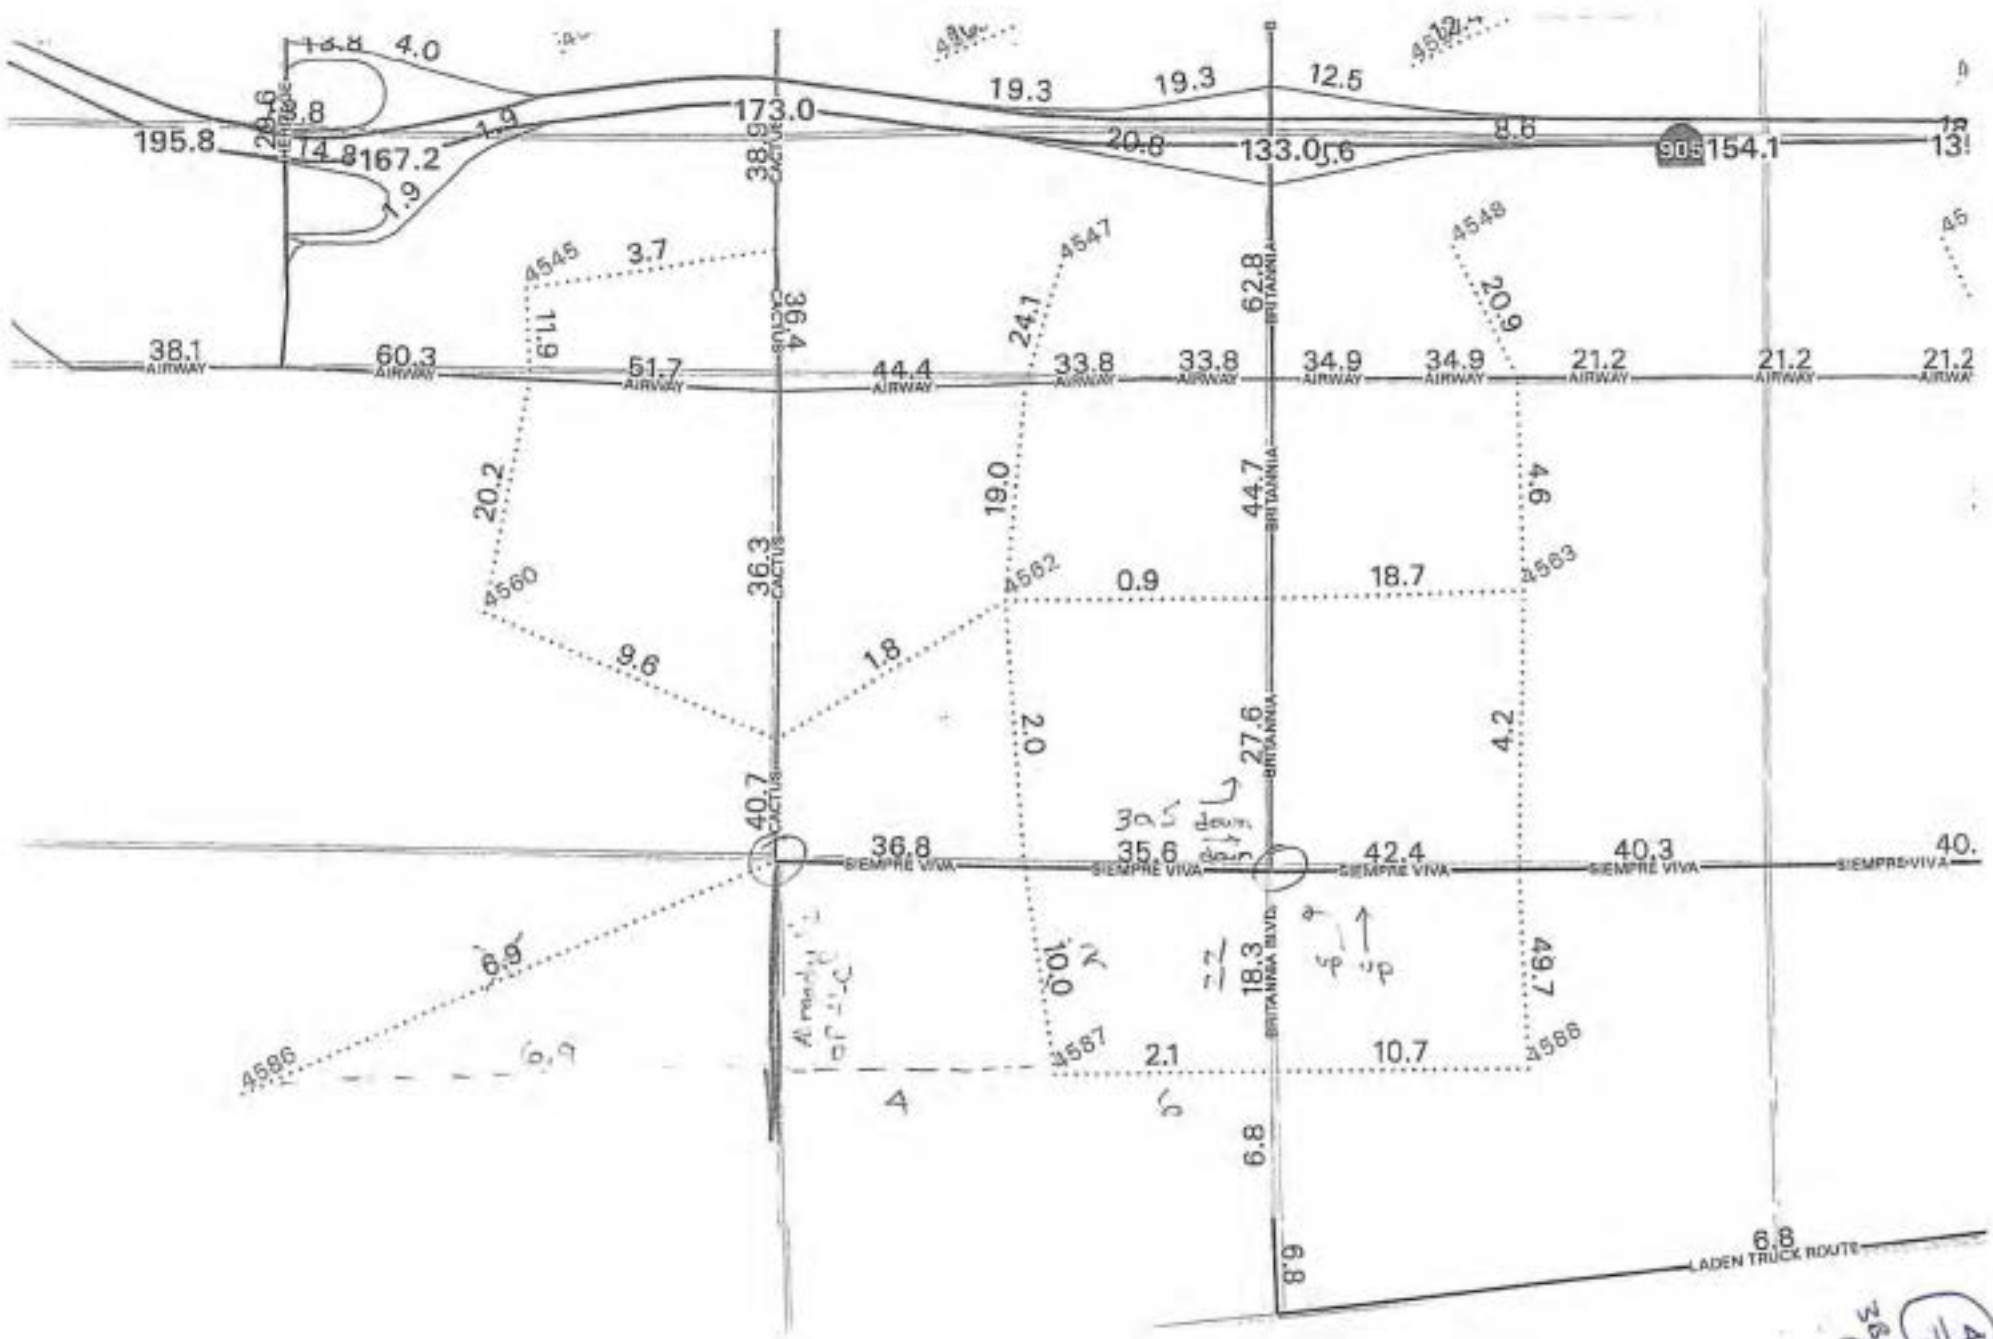 13.8 4.0
19.3 19.3 12.5
195.8 14.8 167.2 1.9 173.0 20.8 133.0 8.6 905 154.1
38.9
CACTUS
1.9
4545 3.7 4547 4548
11.9 36.4 24.1 62.8 20.9
CACTUS BRITANNIA
38.1 60.3 51.7 44.4 33.8 33.8 34.9 34.9 21.2 21.2 21.2
AIRWAY AIRWAY AIRWAY AIRWAY AIRWAY AIRWAY AIRWAY AIRWAY AIRWAY AIRWAY AIRWA
20.2 19.0 44.7 4.6
BRITANNIA
36.3
CACTUS
4560 4562 0.9 18.7 4563
9.6 1.8
2.0 27.6 4.2
BRITANNIA
40.7
CACTUS
down
down
36.8 35.6 42.4 40.3 40.
SIEMPRE VIVA SIEMPRE VIVA SIEMPRE VIVA SIEMPRE VIVA SIEMPRE VIVA
6.9 10.0 22 18.3 up up 49.7
BRITANNIA BLVD
4586 6.9 4587 2.1 10.7 4588
4
6.8
6.8 6.8
LADEN TRUCK ROUTE